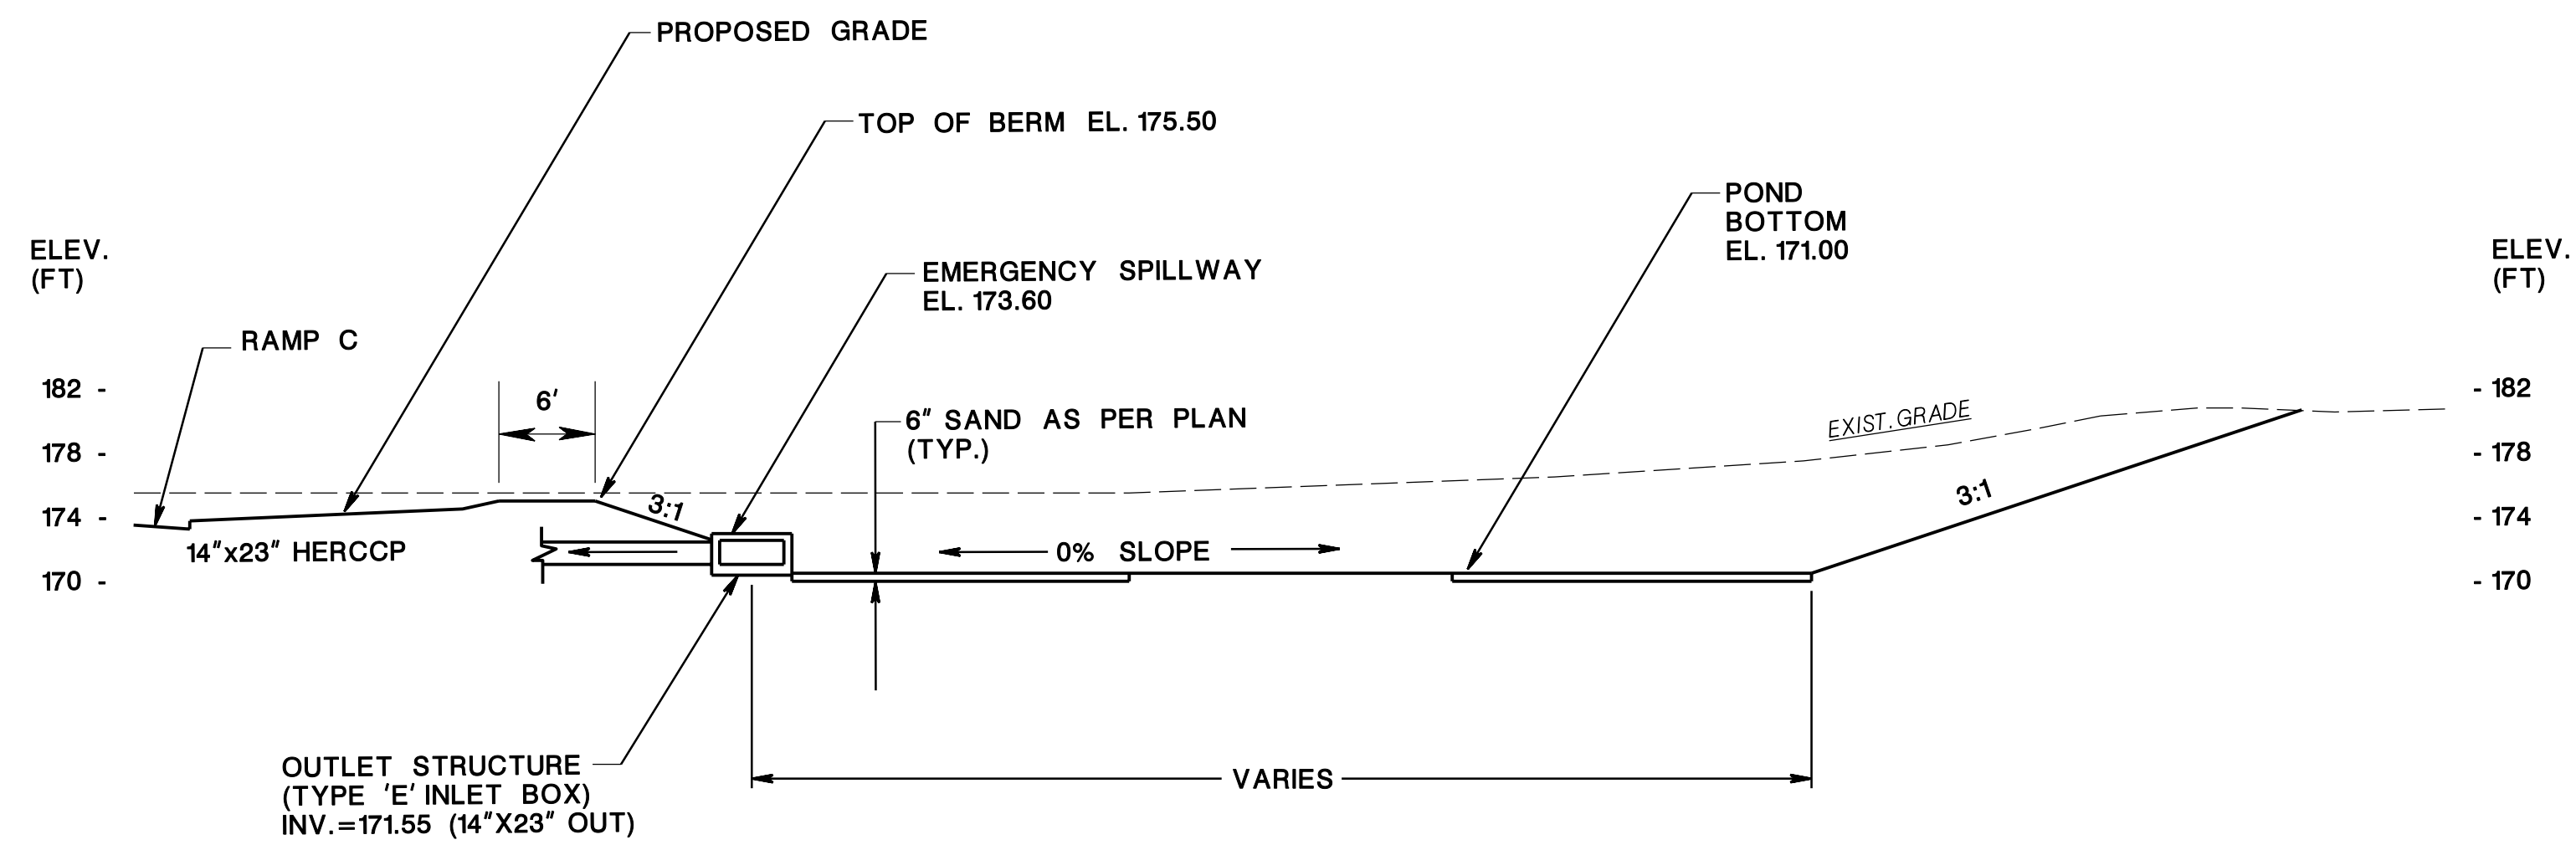 PROPOSED GRADE
TOP OF BERM EL. 175.50
POND
BOTTOM
EL. 171.00
ELEV.
(FT)
ELEV.
(FT)
EMERGENCY SPILLWAY
EL. 173.60
RAMP C
182 -
- 182
6'
6" SAND AS PER PLAN
(TYP.)
EXIST. GRADE
178 -
- 178
3:1
3:1
174 -
- 174
14"x23" HERCCP
0% SLOPE
170 -
- 170
OUTLET STRUCTURE
(TYPE 'E' INLET BOX)
INV.=171.55 (14"X23" OUT)
VARIES